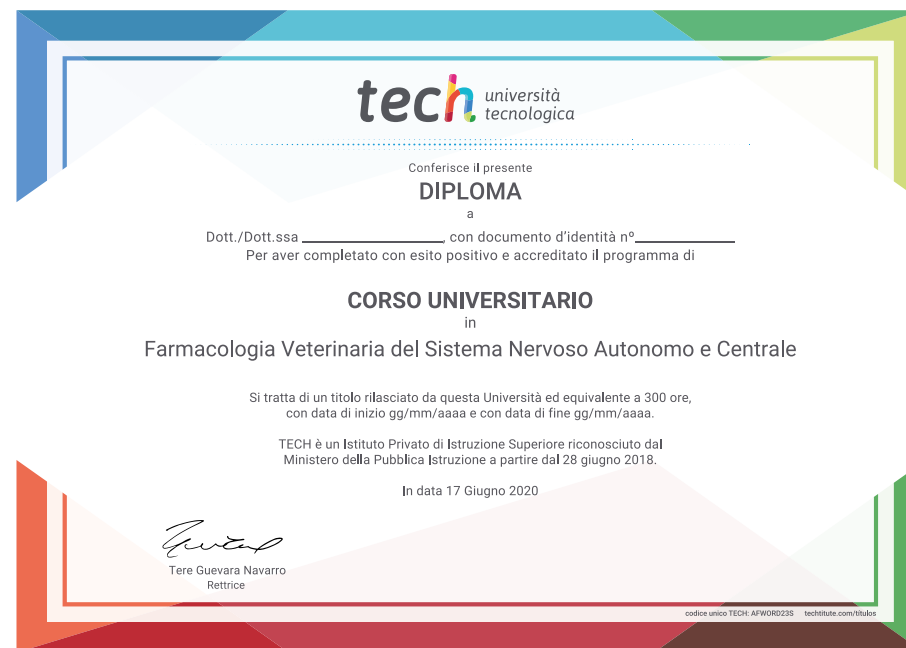 tech università
tecnologica
Conferisce il presente
DIPLOMA
a
Dott./Dott.ssa ____________________, con documento d'identità nº______________
Per aver completato con esito positivo e accreditato il programma di
CORSO UNIVERSITARIO
in
Farmacologia Veterinaria del Sistema Nervoso Autonomo e Centrale
Si tratta di un titolo rilasciato da questa Università ed equivalente a 300 ore,
con data di inizio gg/mm/aaaa e con data di fine gg/mm/aaaa.
TECH è un Istituto Privato di Istruzione Superiore riconosciuto dal
Ministero della Pubblica Istruzione a partire dal 28 giugno 2018.
In data 17 Giugno 2020
Tere Guevara Navarro
Rettrice
codice unico TECH: AFWORD23S techtitute.com/titulos